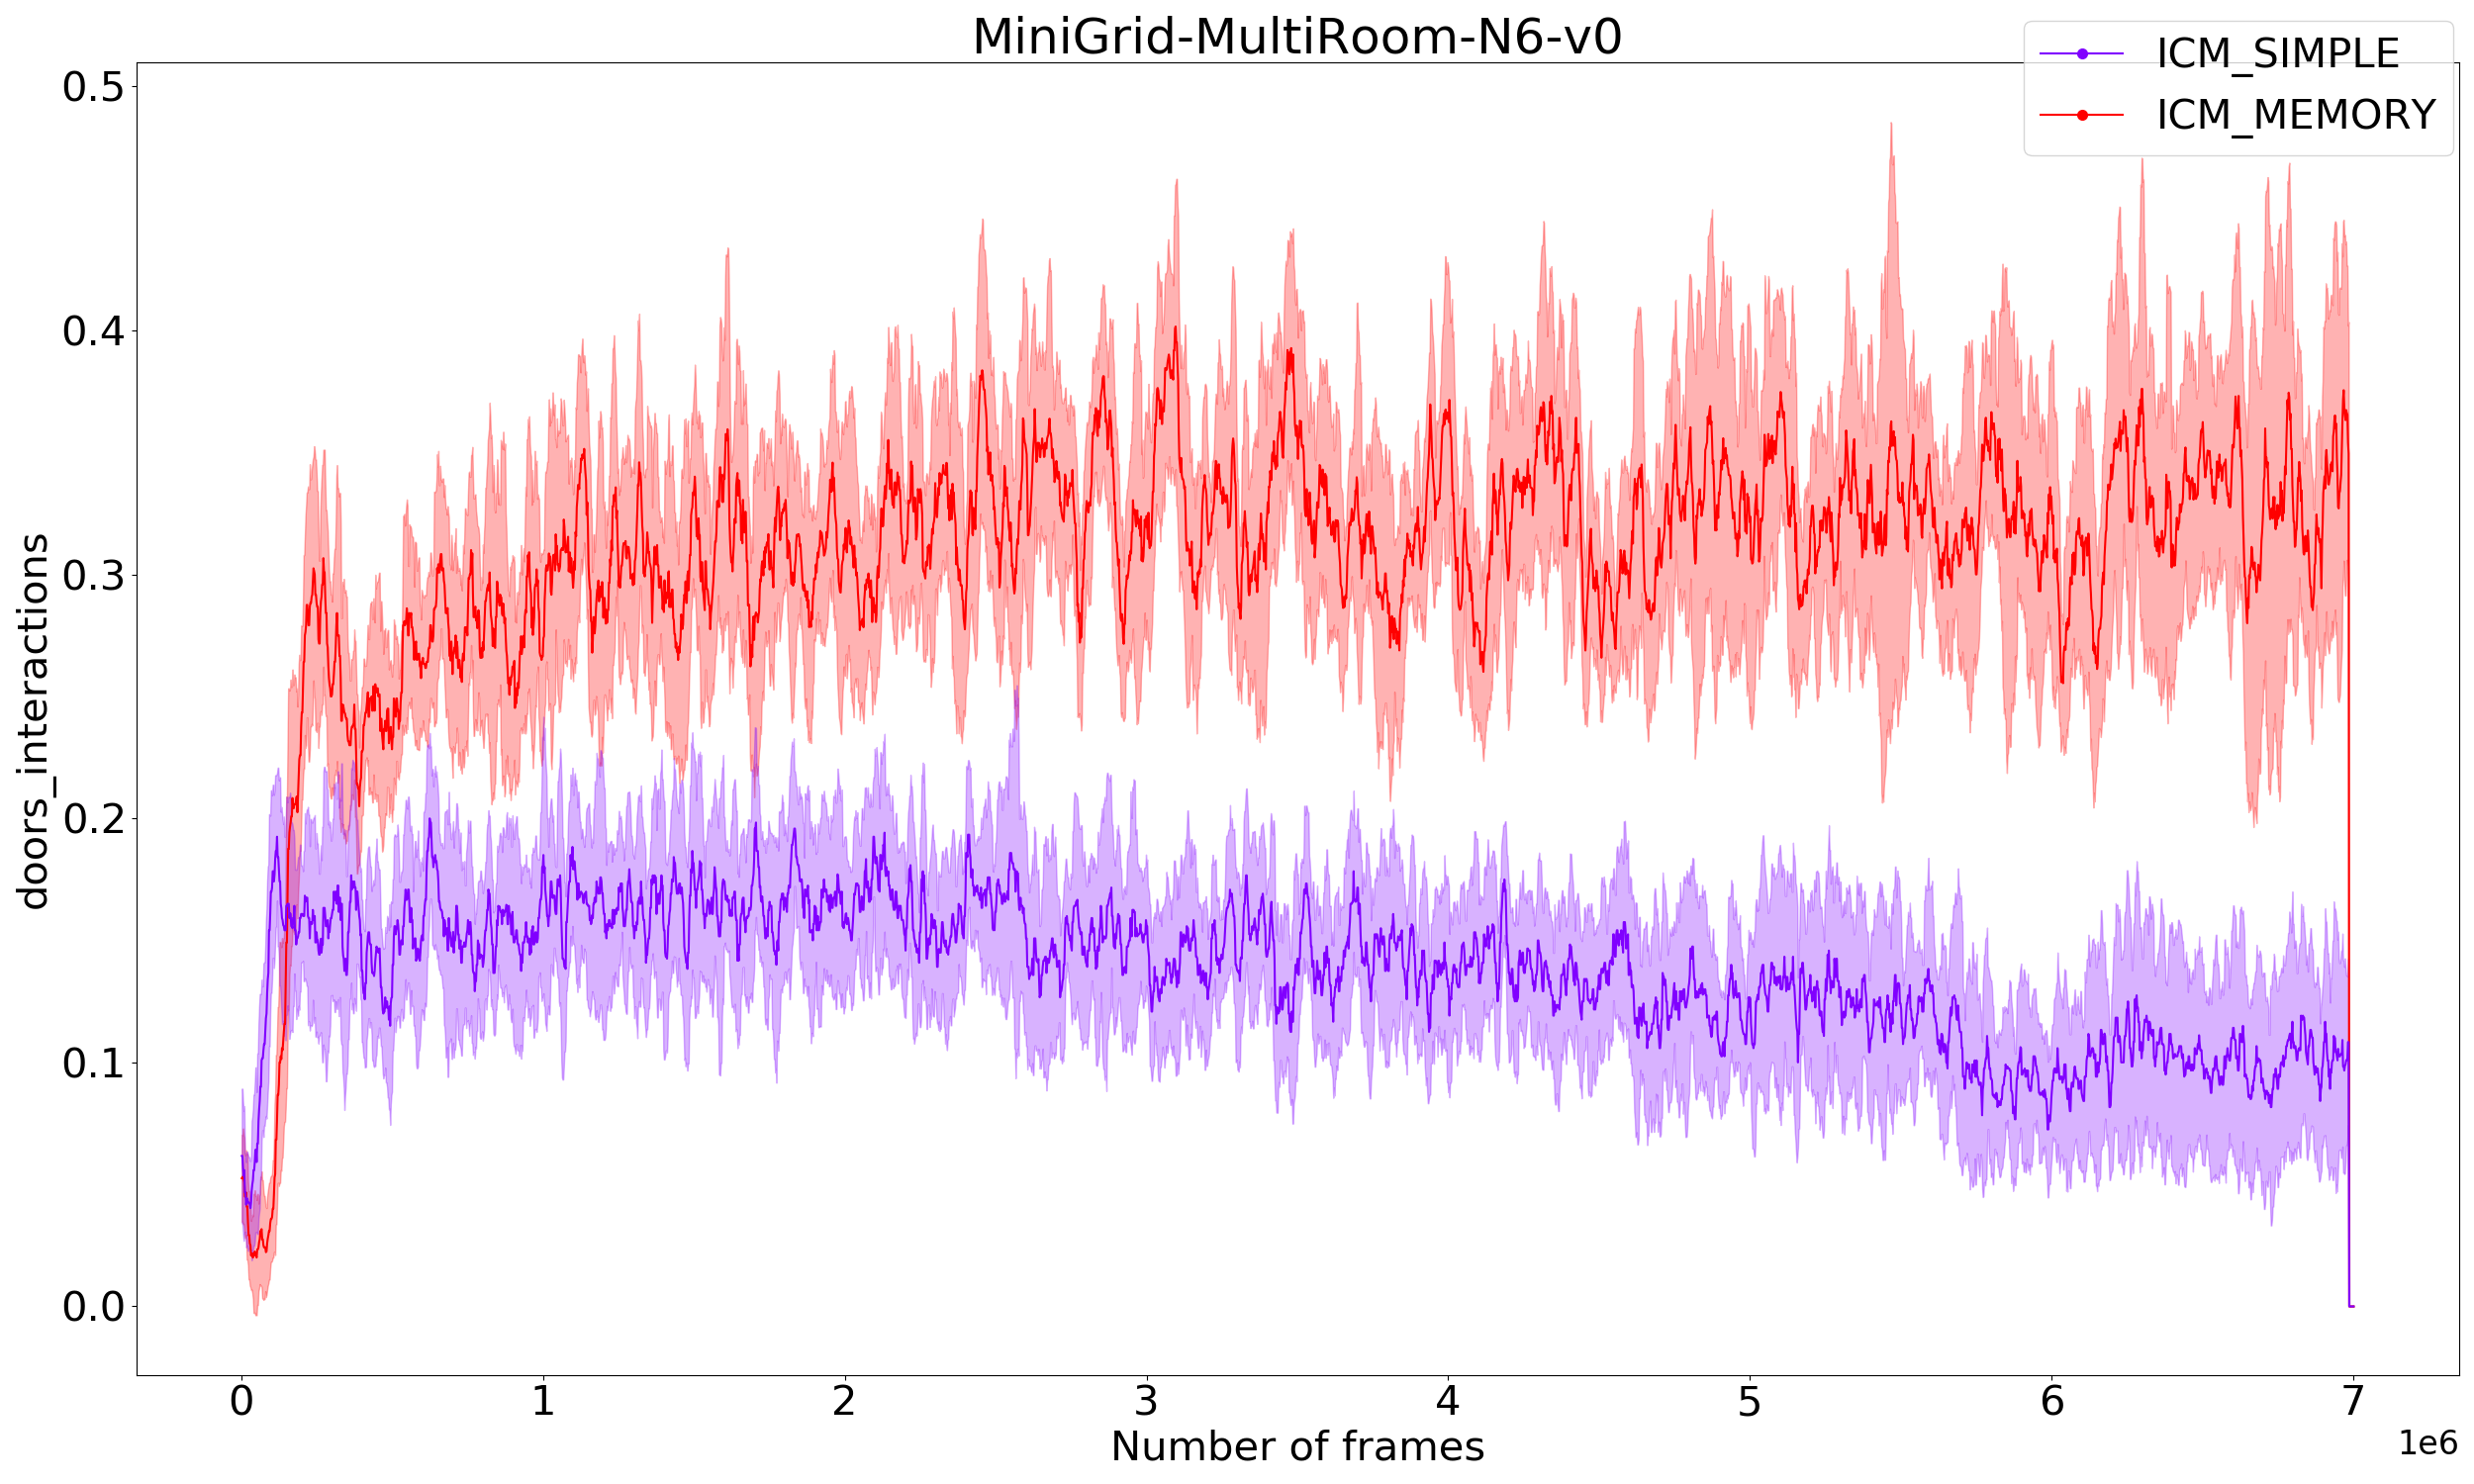 MiniGrid-MultiRoom-N6-v0
ICM_SIMPLE
ICM_MEMORY
doors_interactions
0.5
0.4
0.3
0.2
0.1
0.0
0 1 2 3 4 5 6 7
Number of frames
1e6